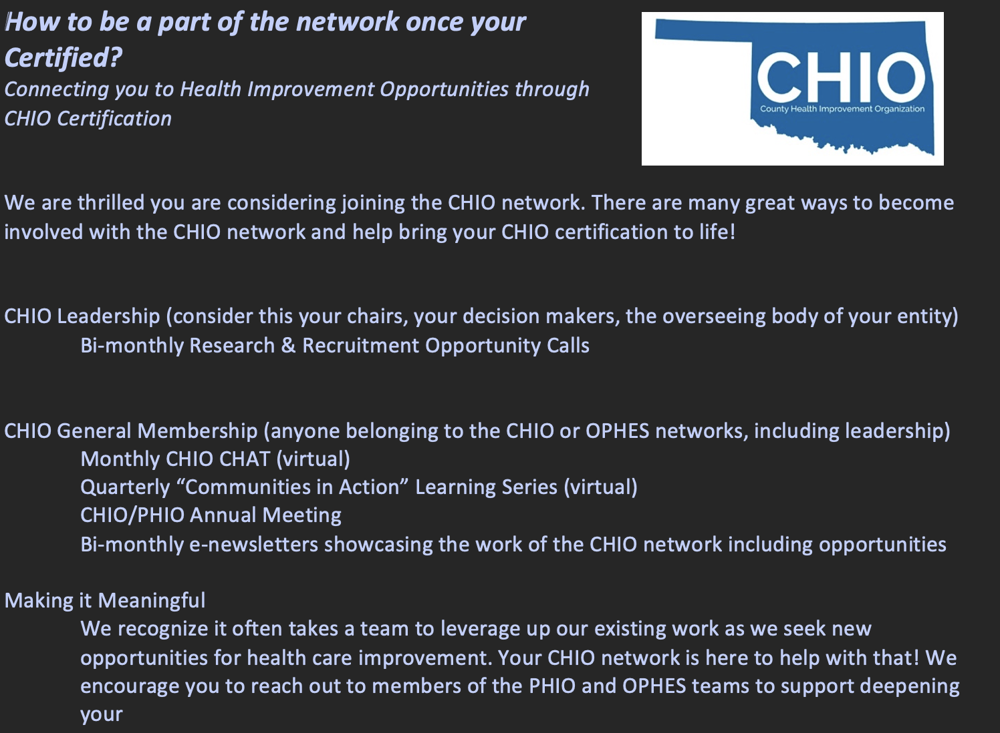 How to be a part of the network once your
Certified?
Connecting you to Health Improvement Opportunities through
CHIO Certification
CHIO
County Health Improvement Organization
We are thrilled you are considering joining the CHIO network. There are many great ways to become
involved with the CHIO network and help bring your CHIO certification to life!
CHIO Leadership (consider this your chairs, your decision makers, the overseeing body of your entity)
Bi-monthly Research & Recruitment Opportunity Calls
CHIO General Membership (anyone belonging to the CHIO or OPHES networks, including leadership)
Monthly CHIO CHAT (virtual)
Quarterly “Communities in Action” Learning Series (virtual)
CHIO/PHIO Annual Meeting
Bi-monthly e-newsletters showcasing the work of the CHIO network including opportunities
Making it Meaningful
We recognize it often takes a team to leverage up our existing work as we seek new
opportunities for health care improvement. Your CHIO network is here to help with that! We
encourage you to reach out to members of the PHIO and OPHES teams to support deepening
your